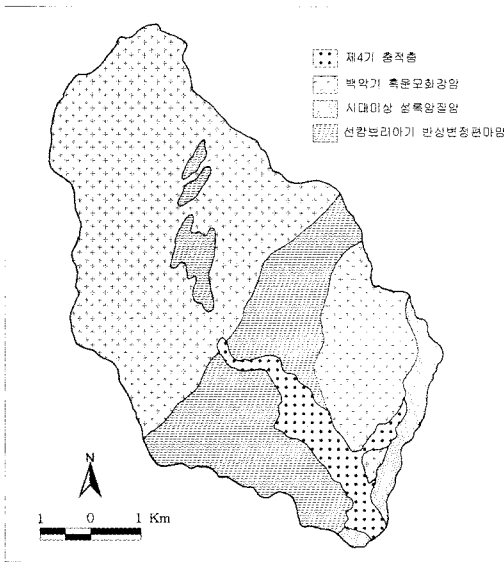 제4기 충적층
백악기 흑운모화강암
시대미상 섬록암질암
선캄브리아기 반상변정편마암
N
1 0 1 Km